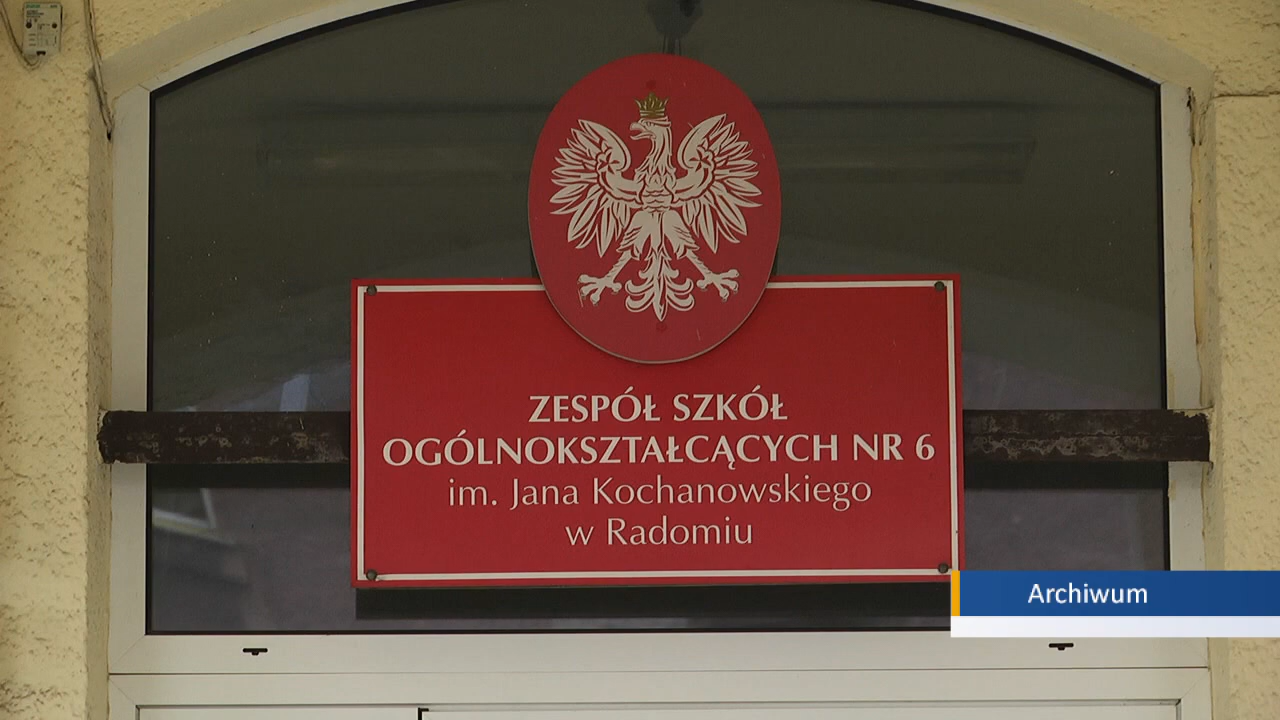 ZESPÓŁ SZKÓŁ
OGÓLNOKSZTAŁCĄCYCH NR 6
im. Jana Kochanowskiego
w Radomiu
Archiwum